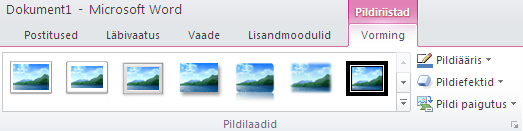 Dokument1 - Microsoft Word
Pildiriistad
Postitused Läbivaatus Vaade Lisandmoodulid Vorming
Pildiääris
Pildiefektid
Pildi paigutus
Pildilaadid